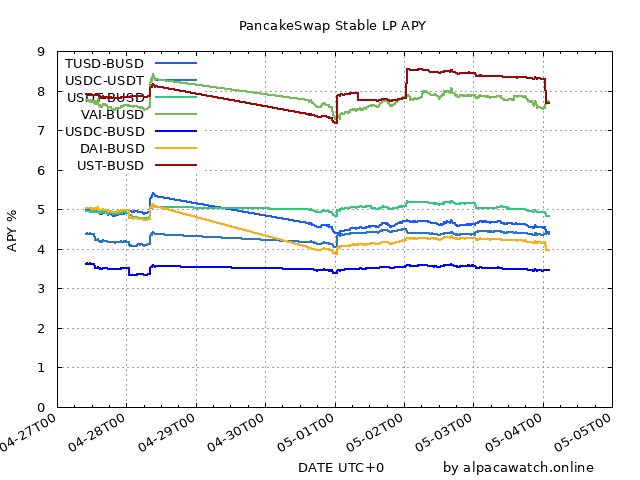 PancakeSwap Stable LP APY
9
8
7
6
5
4
3
2
1
0
APY %
TUSD-BUSD
USDC-USDT
USDT-BUSD
VAI-BUSD
USDC-BUSD
DAI-BUSD
UST-BUSD
04-27T00
04-28T00
04-29T00
04-30T00
05-01T00
05-02T00
05-03T00
05-04T00
05-05T00
DATE UTC+0
by alpacawatch.online